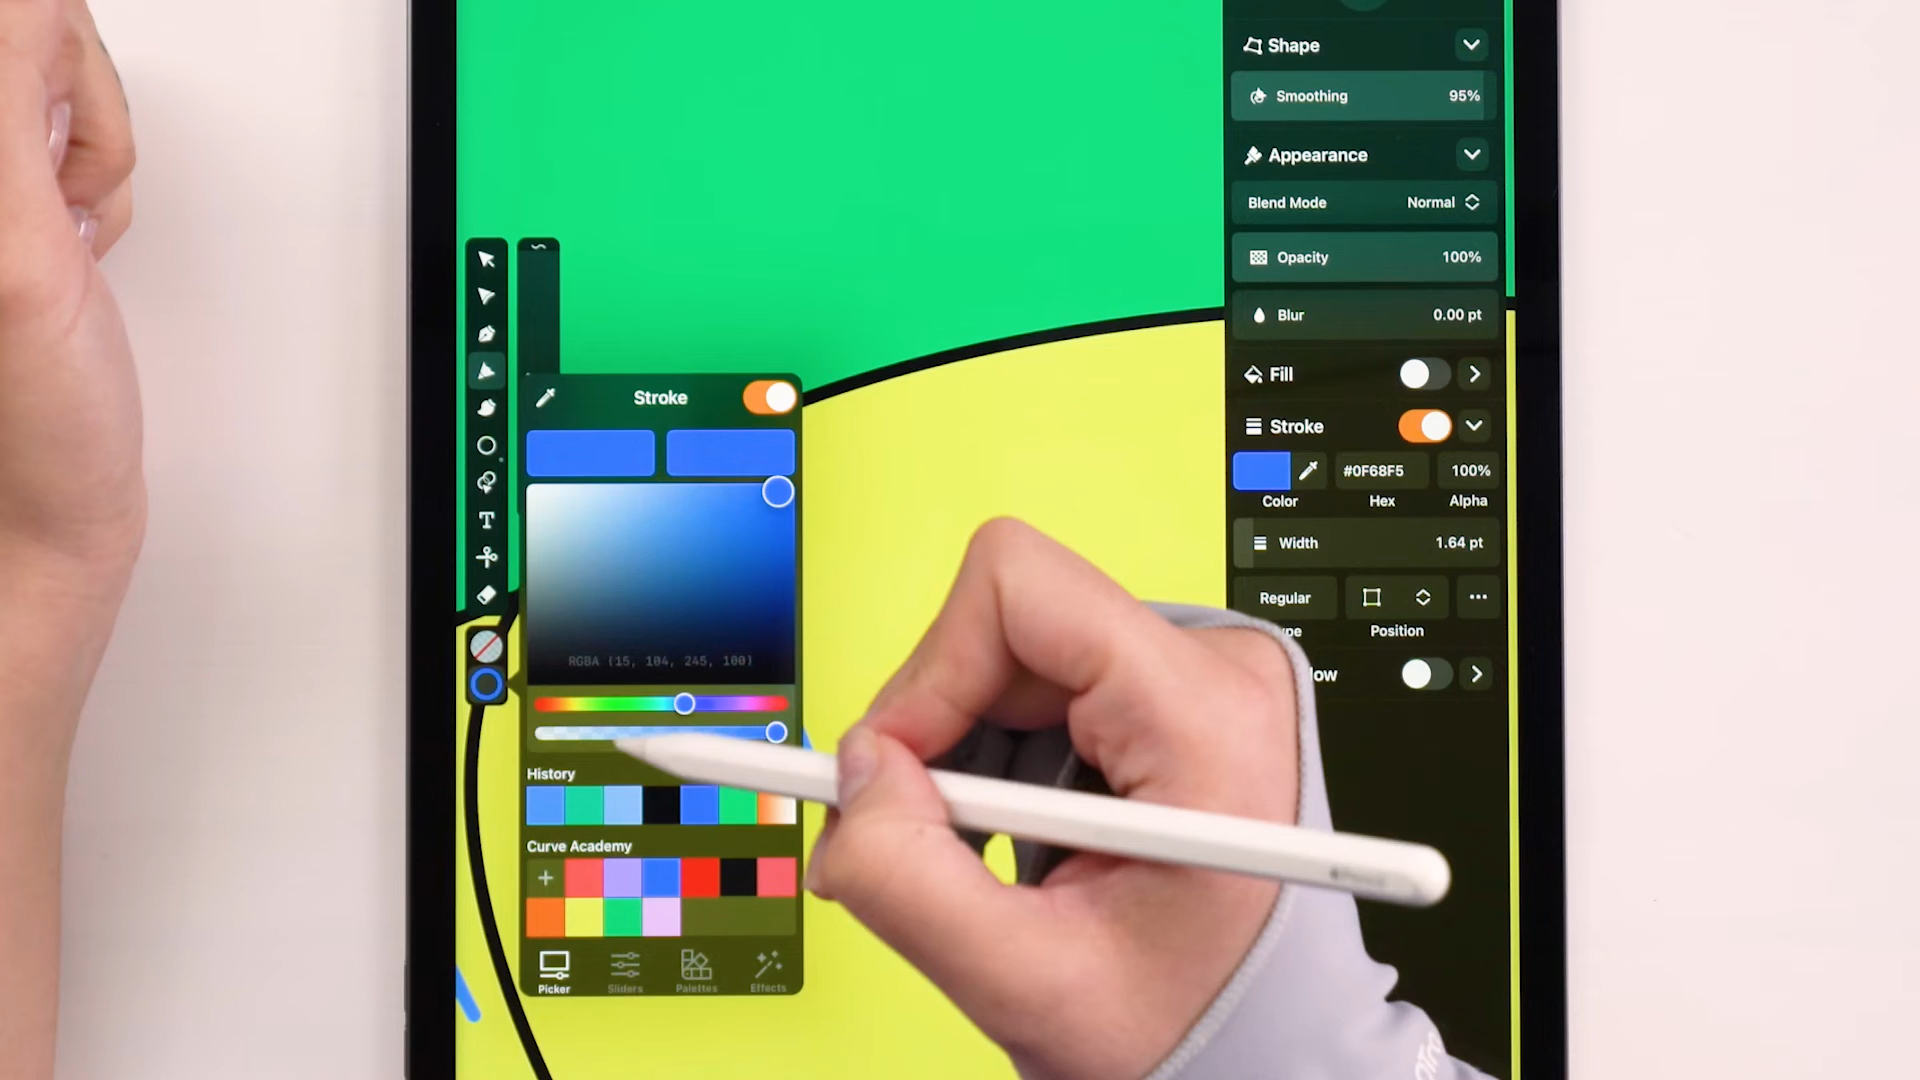 Shape
Smoothing 95%
Appearance
Blend Mode Normal
Opacity 100%
Blur 0.00 pt
Fill
Stroke
#0F68F5 100%
Color Hex Alpha
Width 1.64 pt
Regular
Position
Stroke
RGBA (15, 104, 245, 100)
History
Curve Academy
Picker Sliders Palettes Effects
T